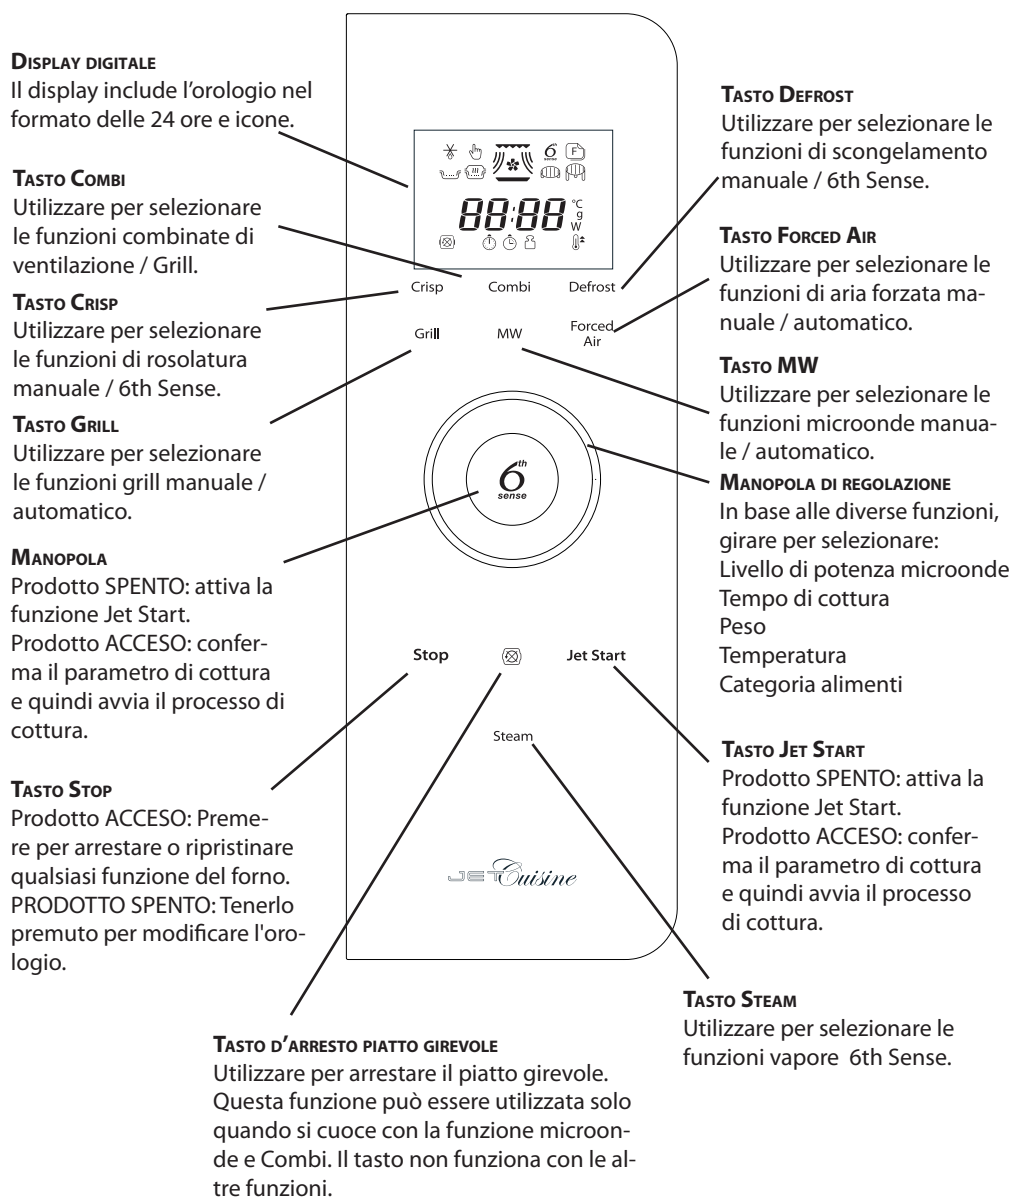 Display digitale
Il display include l'orologio nel
formato delle 24 ore e icone.
Tasto Combi
Utilizzare per selezionare
le funzioni combinate di
ventilazione / Grill.
Tasto Crisp
Utilizzare per selezionare
le funzioni di rosolatura
manuale / 6th Sense.
Tasto Grill
Utilizzare per selezionare
le funzioni grill manuale /
automatico.
Manopola
Prodotto SPENTO: attiva la
funzione Jet Start.
Prodotto ACCESO: confer-
ma il parametro di cottura
e quindi avvia il processo di
cottura.
Tasto Stop
Prodotto ACCESO: Preme-
re per arrestare o ripristinare
qualsiasi funzione del forno.
PRODOTTO SPENTO: Tenerlo
premuto per modificare l'oro-
logio.
6th
sense
F
88:88
°C
g
W
Crisp Combi Defrost
Grill MW Forced
Air
6th
sense
Stop Jet Start
Steam
JET Cuisine
Tasto Defrost
Utilizzare per selezionare le
funzioni di scongelamento
manuale / 6th Sense.
Tasto Forced Air
Utilizzare per selezionare le
funzioni di aria forzata ma-
nuale / automatico.
Tasto MW
Utilizzare per selezionare le
funzioni microonde manua-
le / automatico.
Manopola di regolazione
In base alle diverse funzioni,
girare per selezionare:
Livello di potenza microonde
Tempo di cottura
Peso
Temperatura
Categoria alimenti
Tasto Jet Start
Prodotto SPENTO: attiva la
funzione Jet Start.
Prodotto ACCESO: confer-
ma il parametro di cottura
e quindi avvia il processo
di cottura.
Tasto Steam
Utilizzare per selezionare le
funzioni vapore 6th Sense.
Tasto d'arresto piatto girevole
Utilizzare per arrestare il piatto girevole.
Questa funzione può essere utilizzata solo
quando si cuoce con la funzione microon-
de e Combi. Il tasto non funziona con le al-
tre funzioni.